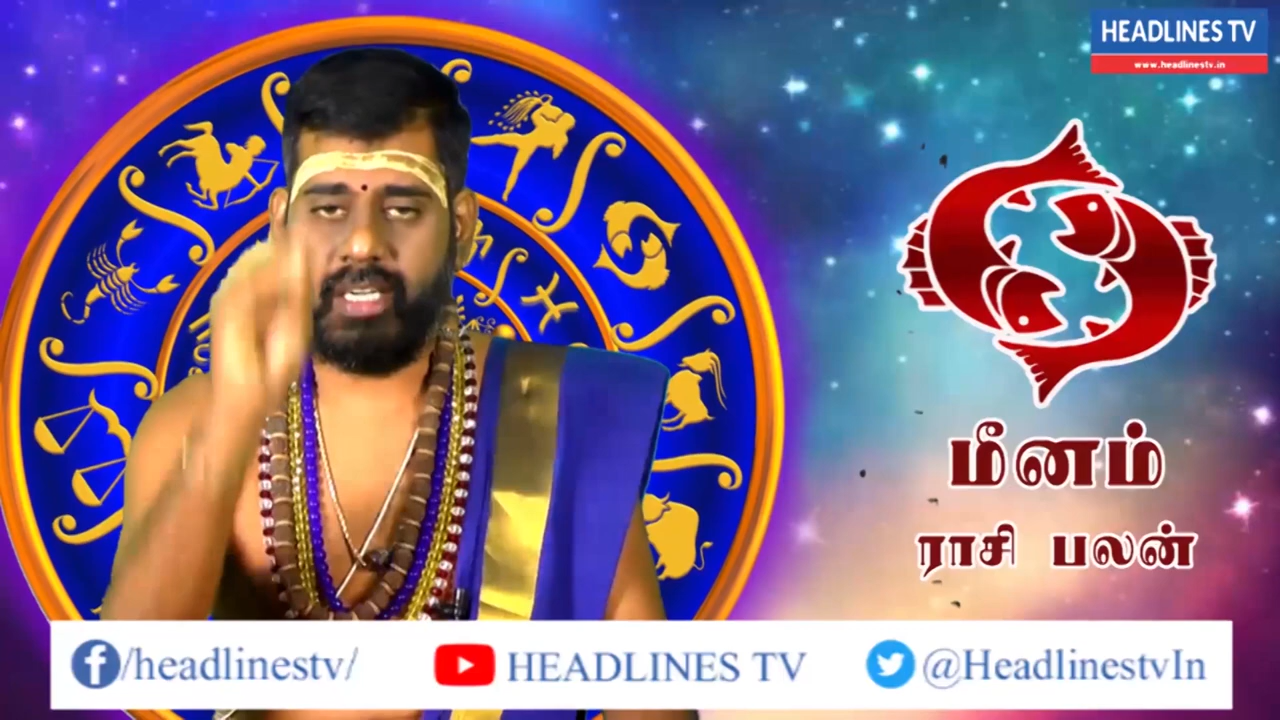 HEADLINES TV
www.headlinestv.in
மீனம்
ராசி பலன்
/headlinestv/
HEADLINES TV
@HeadlinestvIn